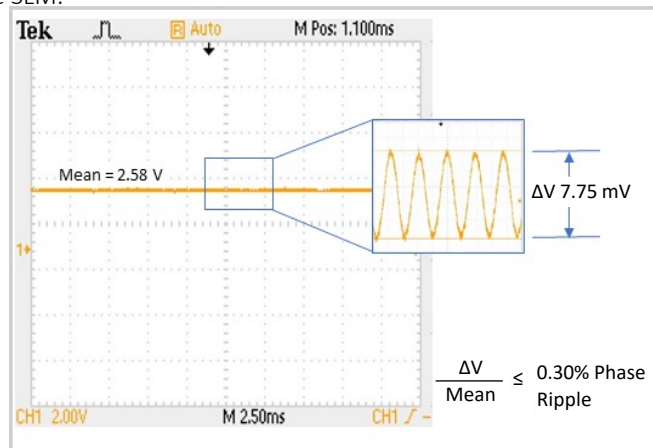 Tek Auto M Pos: 1.100ms
Mean = 2.58 V
ΔV 7.75 mV
1
ΔV
Mean
≤ 0.30% Phase
Ripple
CH1 2.00V M 2.50ms CH1